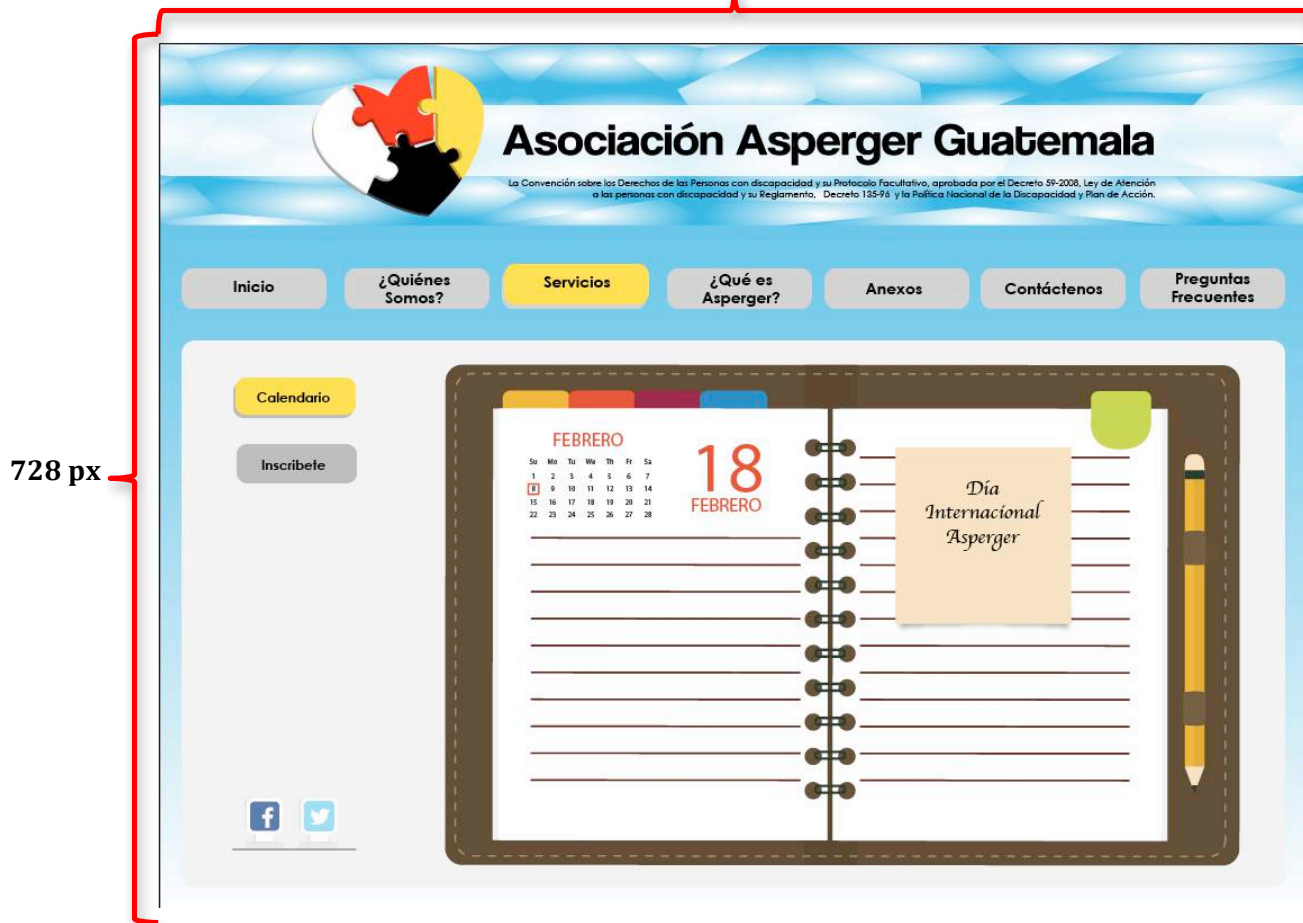 Asociación Asperger Guatemala
La Convención sobre los Derechos de las Personas con discapacidad y su Protocolo Facultativo, aprobada por el Decreto 59-2008, Ley de Atención
a las personas con discapacidad y su Reglamento, Decreto 135-96 y la Política Nacional de la Discapacidad y Plan de Acción.
Inicio
¿Quiénes
Somos?
Servicios
¿Qué es
Asperger?
Anexos
Contáctenos
Preguntas
Frecuentes
728 px
Calendario
Inscribete
FEBRERO
Su Mo Tu We Th Fr Sa
1 2 3 4 5 6 7
8 9 10 11 12 13 14
15 16 17 18 19 20 21
22 23 24 25 26 27 28
18
FEBRERO
Día
Internacional
Asperger